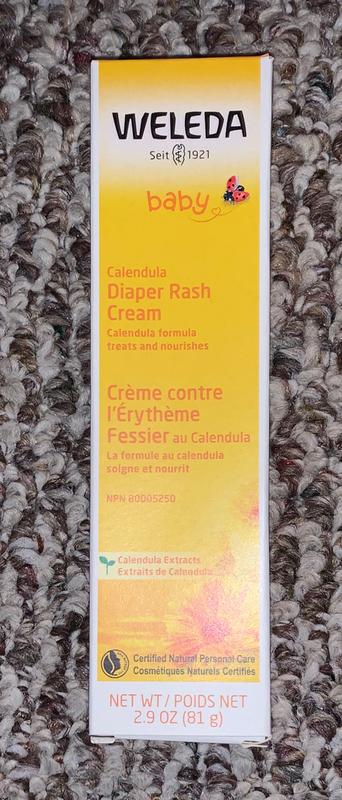 WELEDA
Seit 1921
baby
Calendula
Diaper Rash
Cream
Calendula formula
treats and nourishes
Crème contre
l'Érythème
Fessier au Calendula
La formule au calendula
soigne et nourrit
NPN 80005250
Calendula Extracts
Extraits de Calendula
Certified Natural Personal Care
Cosmétiques Naturels Certifiés
NET WT / POIDS NET
2.9 OZ (81 g)